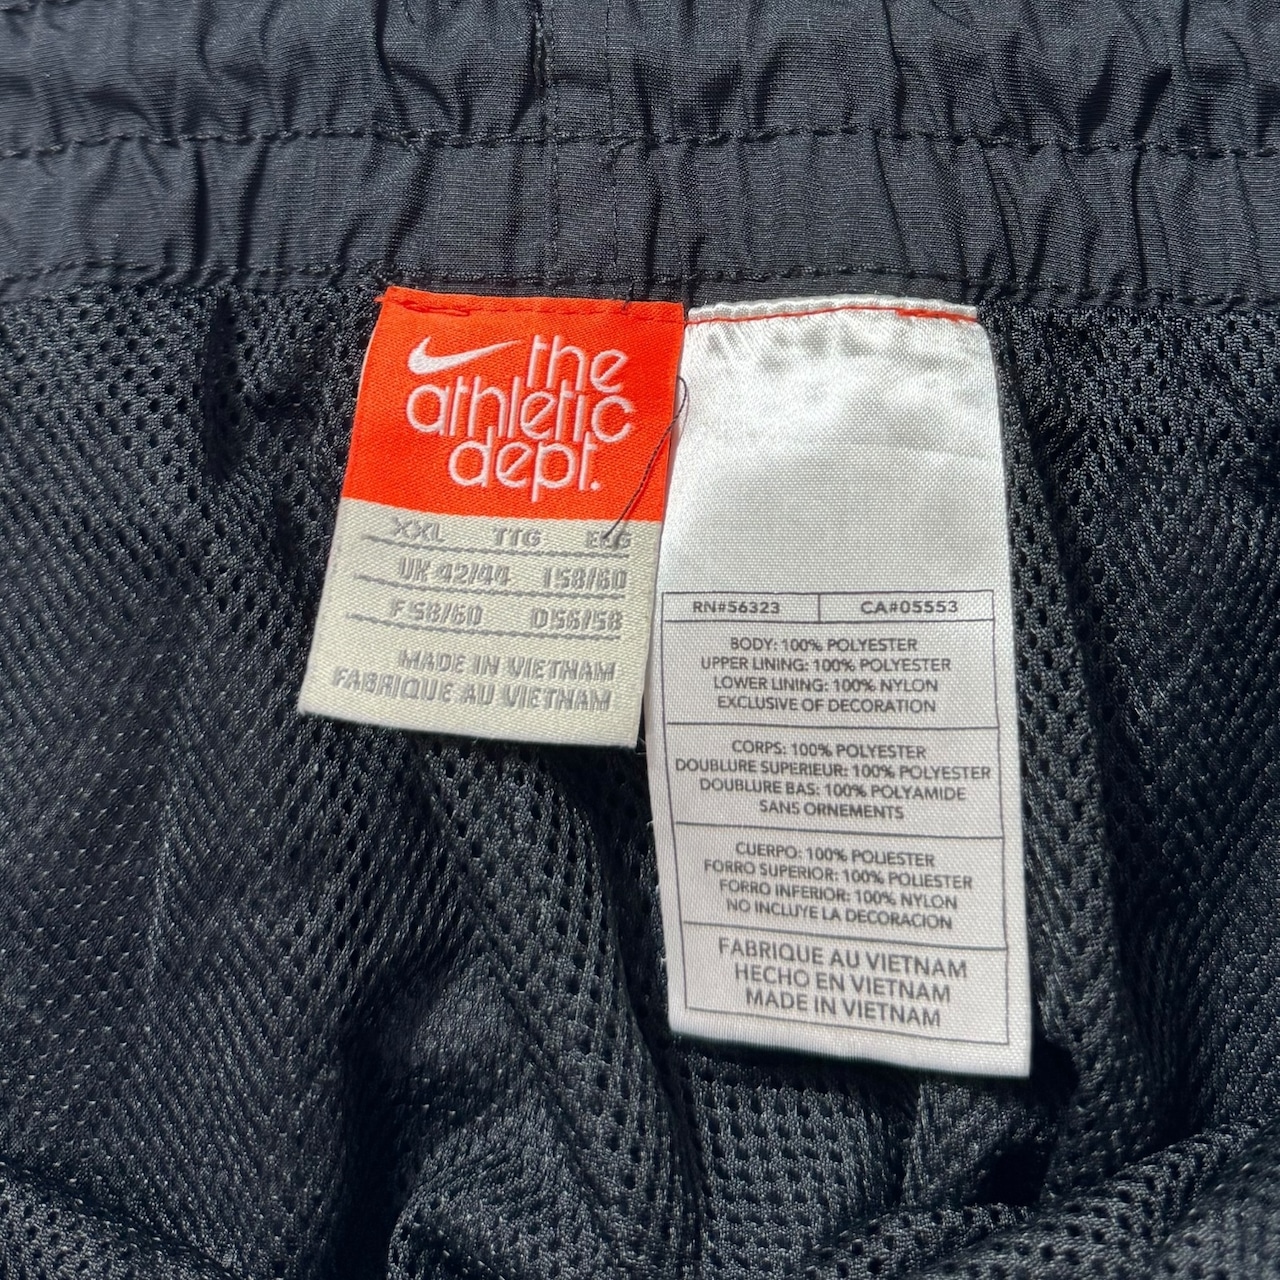 the
athletic
dept.
XXL TTG EEG
UK 42/44 I 58/60
F 58/60 D 56/58
MADE IN VIETNAM
FABRIQUE AU VIETNAM
RN#56323 CA#05553
BODY: 100% POLYESTER
UPPER LINING: 100% POLYESTER
LOWER LINING: 100% NYLON
EXCLUSIVE OF DECORATION
CORPS: 100% POLYESTER
DOUBLURE SUPERIEUR: 100% POLYESTER
DOUBLURE BAS: 100% POLYAMIDE
SANS ORNEMENTS
CUERPO: 100% POLIESTER
FORRO SUPERIOR: 100% POLIESTER
FORRO INFERIOR: 100% NYLON
NO INCLUYE LA DECORACION
FABRIQUE AU VIETNAM
HECHO EN VIETNAM
MADE IN VIETNAM